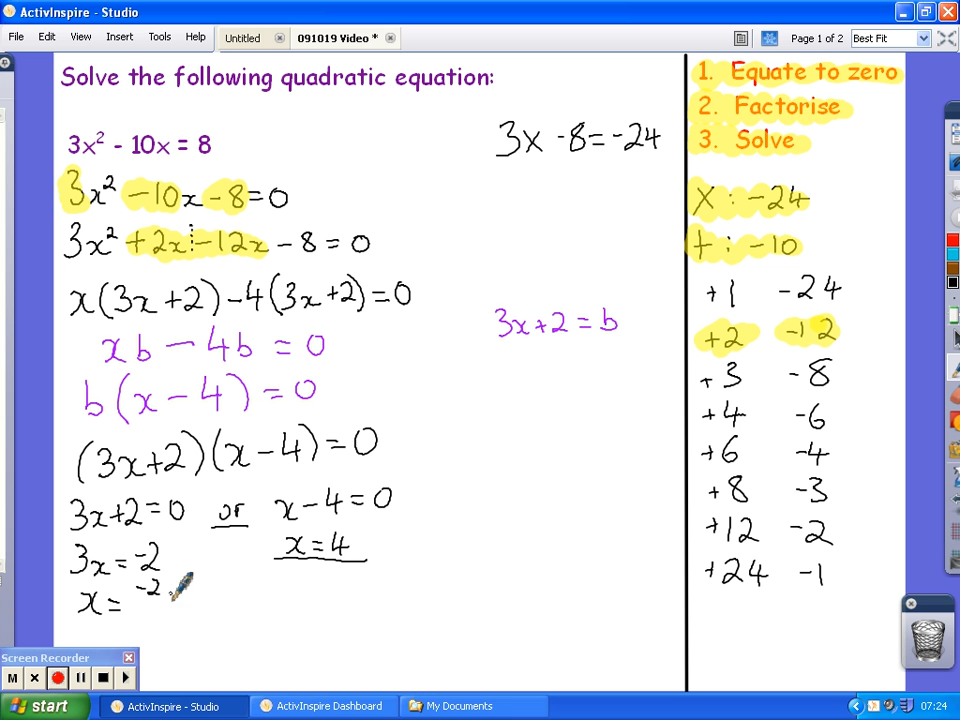 ActivInspire - Studio
File Edit View Insert Tools Help
Untitled
091019 Video *
Page 1 of 2
Best Fit
Solve the following quadratic equation:
3x² - 10x = 8
3x² -10x -8=0
3x² +2x -12x - 8 = 0
x(3x+2)-4(3x+2)=0
xb - 4b = 0
b(x - 4) = 0
(3x+2)(x-4)=0
3x+2=0 or x-4=0
3x = -2
x=4
x = -2
3x -8=-24
3x+2=b
1. Equate to zero
2. Factorise
3. Solve
X : -24
+ : -10
+1 -24
+2 -12
+3 -8
+4 -6
+6 -4
+8 -3
+12 -2
+24 -1
Screen Recorder
M
start
ActivInspire - Studio
ActivInspire Dashboard
My Documents
07:24